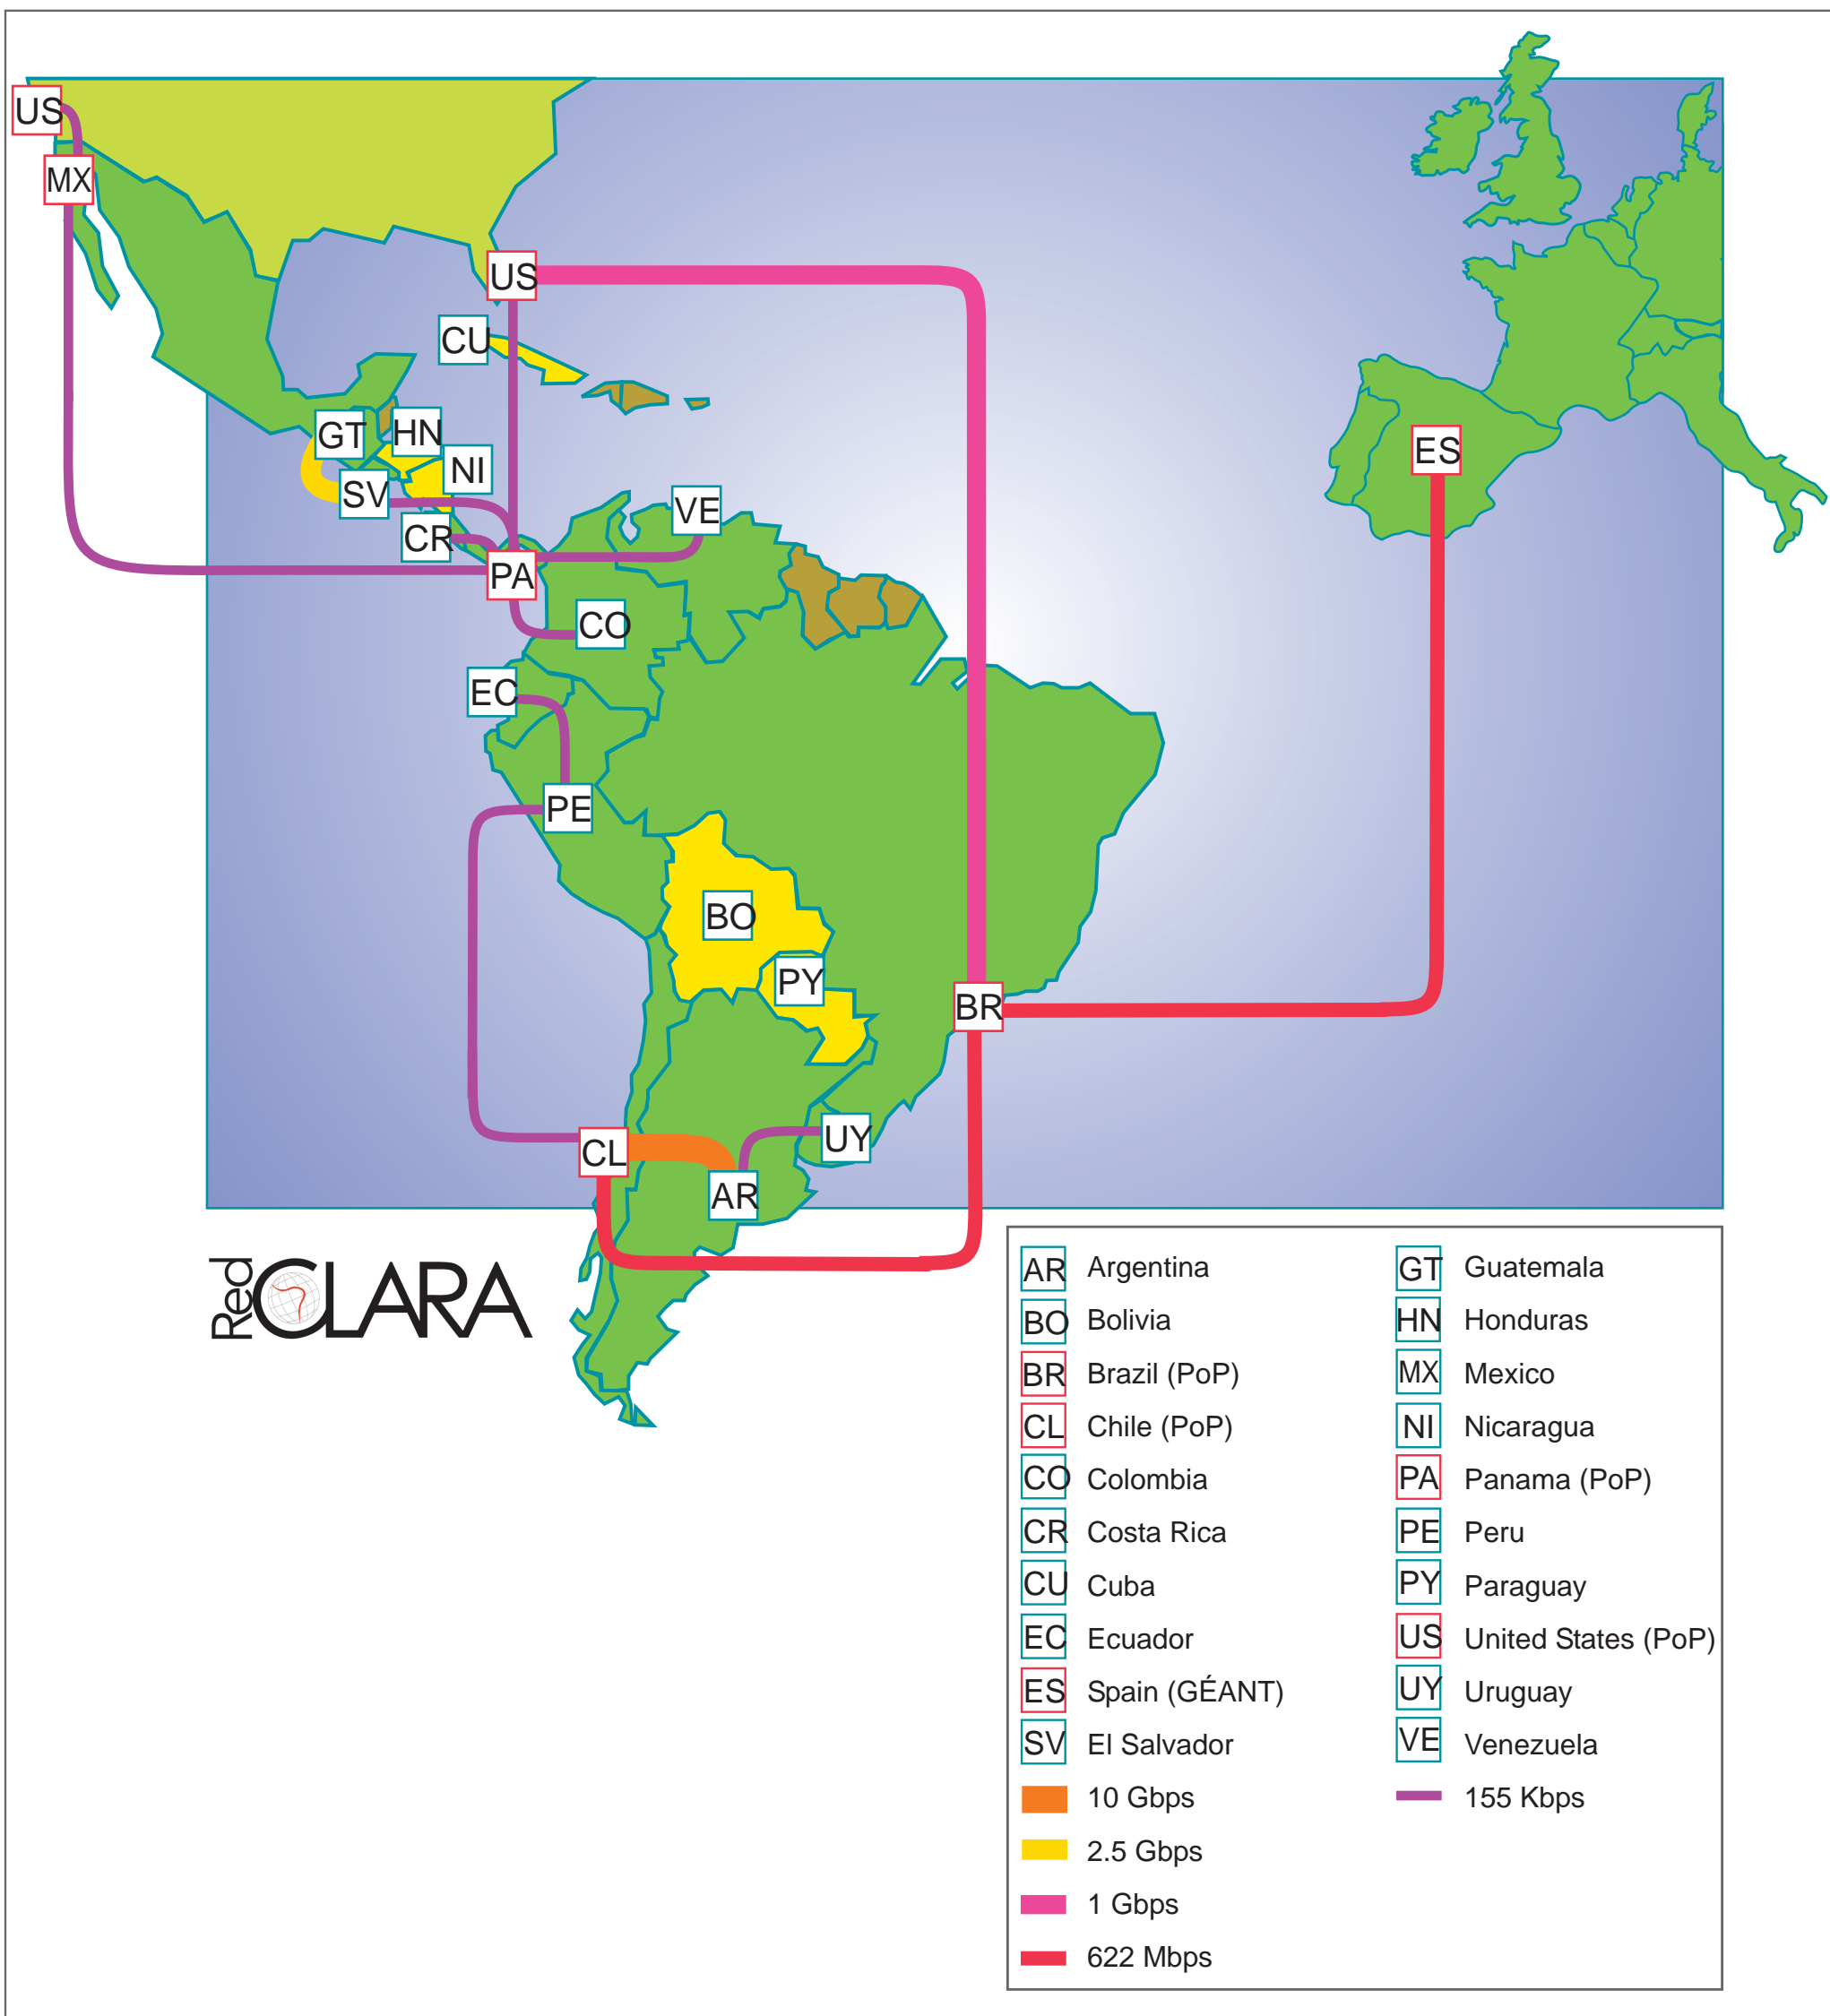 US
MX
US
CU
GT
HN
NI
SV
CR
VE
PA
CO
EC
PE
BO
PY
BR
ES
CL
UY
AR
Red CLARA
AR Argentina
BO Bolivia
BR Brazil (PoP)
CL Chile (PoP)
CO Colombia
CR Costa Rica
CU Cuba
EC Ecuador
ES Spain (GÉANT)
SV El Salvador
10 Gbps
2.5 Gbps
1 Gbps
622 Mbps
GT Guatemala
HN Honduras
MX Mexico
NI Nicaragua
PA Panama (PoP)
PE Peru
PY Paraguay
US United States (PoP)
UY Uruguay
VE Venezuela
155 Kbps